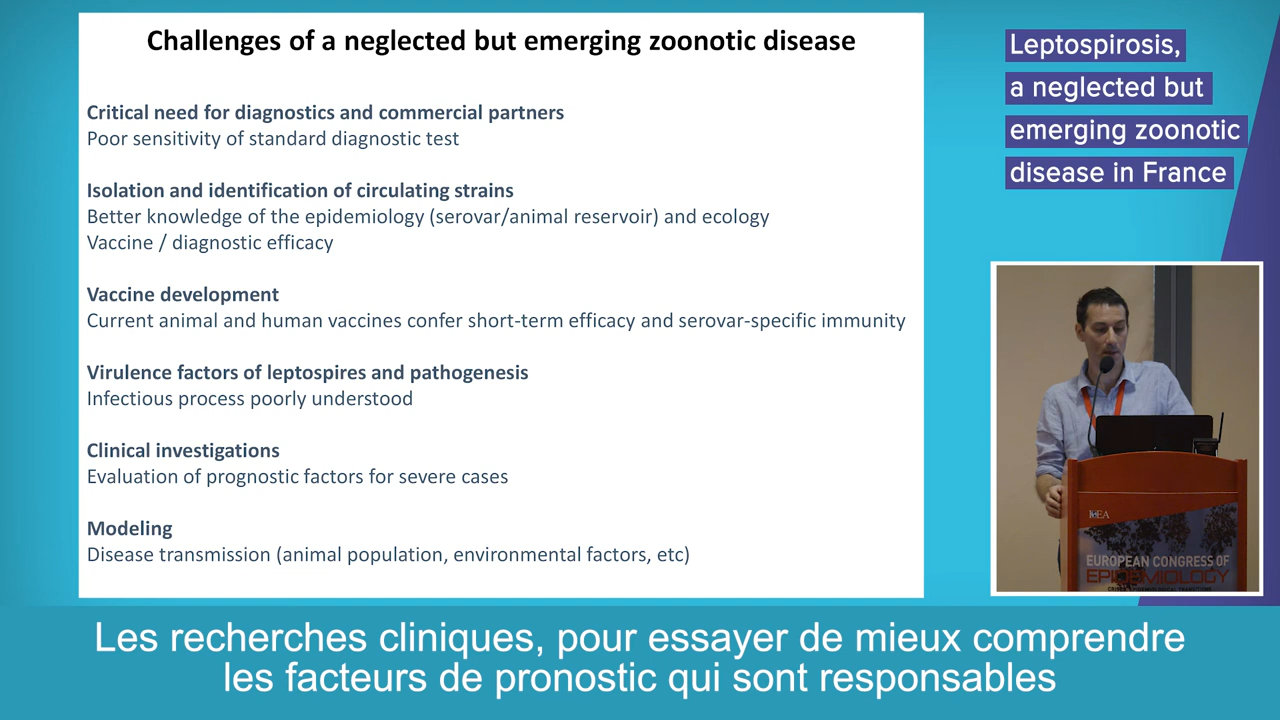 Challenges of a neglected but emerging zoonotic disease
Critical need for diagnostics and commercial partners
Poor sensitivity of standard diagnostic test
Isolation and identification of circulating strains
Better knowledge of the epidemiology (serovar/animal reservoir) and ecology
Vaccine / diagnostic efficacy
Vaccine development
Current animal and human vaccines confer short-term efficacy and serovar-specific immunity
Virulence factors of leptospires and pathogenesis
Infectious process poorly understood
Clinical investigations
Evaluation of prognostic factors for severe cases
Modeling
Disease transmission (animal population, environmental factors, etc)
Leptospirosis,
a neglected but
emerging zoonotic
disease in France
EUROPEAN CONGRESS OF
EPIDEMIOLOGY
Les recherches cliniques, pour essayer de mieux comprendre
les facteurs de pronostic qui sont responsables